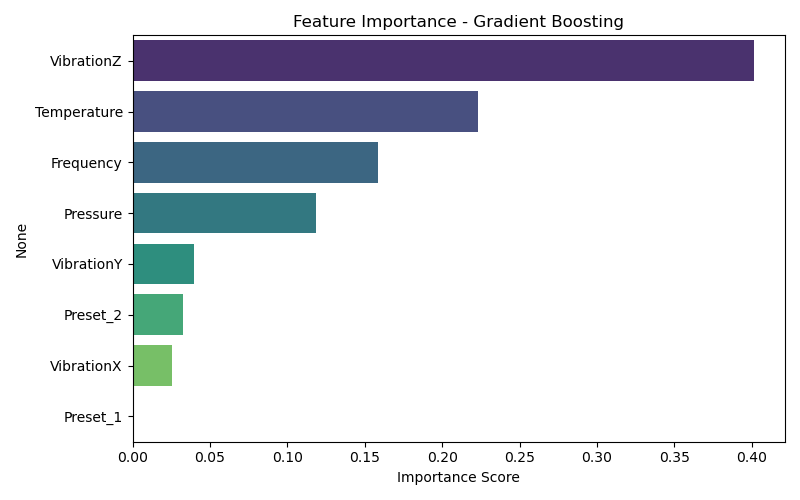 Feature Importance - Gradient Boosting
None
VibrationZ
Temperature
Frequency
Pressure
VibrationY
Preset_2
VibrationX
Preset_1
0.00 0.05 0.10 0.15 0.20 0.25 0.30 0.35 0.40
Importance Score